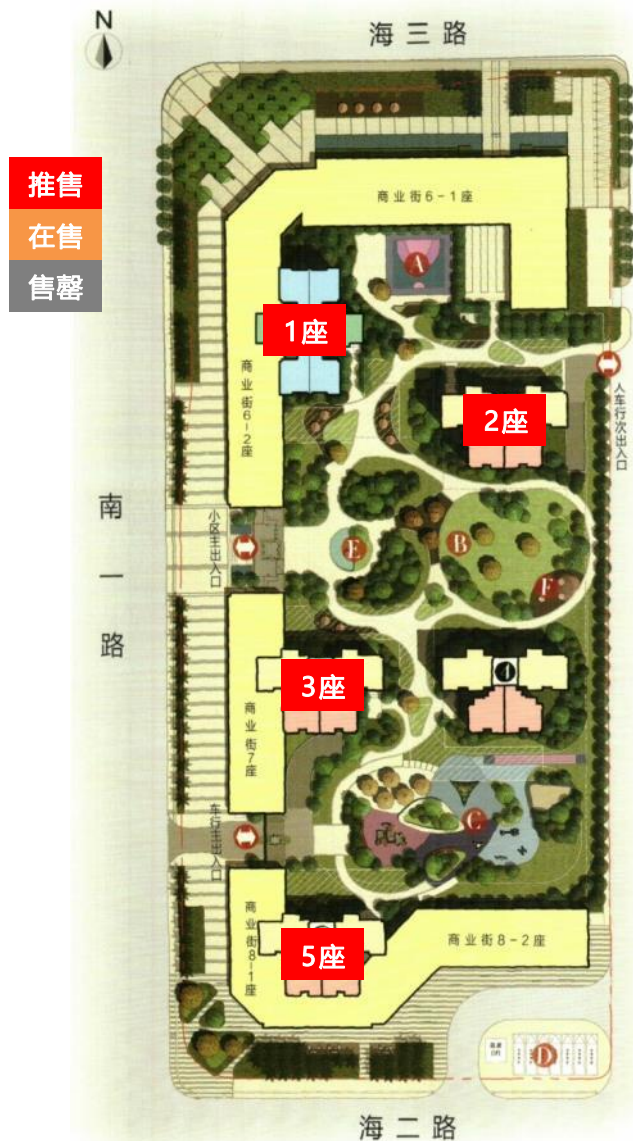 N
海三路
推售
在售
售罄
商业街6-1座
A
1座
商业街6-2座
人车行次出入口
2座
南一路
小区主出入口
E
B
F
3座
4
商业街7座
车行主出入口
C
商业街8-1座
5座
商业街8-2座
D
海二路